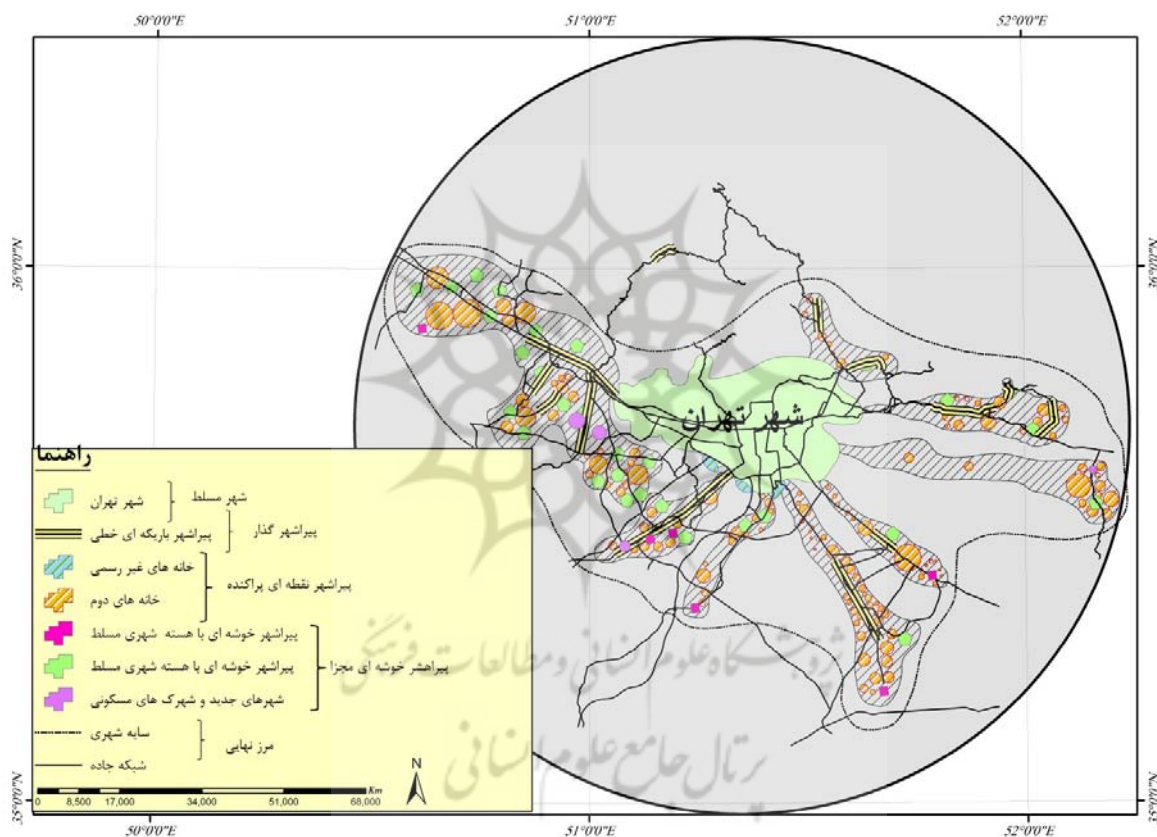 50°0'0"E 51°0'0"E 52°0'0"E
36°0'0"N 36°0'0"N
شهر تهران
راهنما
شهر تهران شهر مسلط
پیراشهر باریکه ای خطی پیراشهر گذار
خانه های غیر رسمی
پیراشهر نقطه ای پراکنده
خانه های دوم
پیراشهر خوشه ای با هسته شهری مسلط
پیراشهر خوشه ای با هسته شهری مسلط پیراهشر خوشه ای مجزا
شهرهای جدید و شهرک های مسکونی
سایه شهری
مرز نهایی
شبکه جاده
N
Km
0 8,500 17,000 34,000 51,000 68,000
پژوهشگاه علوم انسانی و مطالعات فرهنگی
پرتال جامع علوم انسانی
35°0'0"N 35°0'0"N
50°0'0"E 51°0'0"E 52°0'0"E